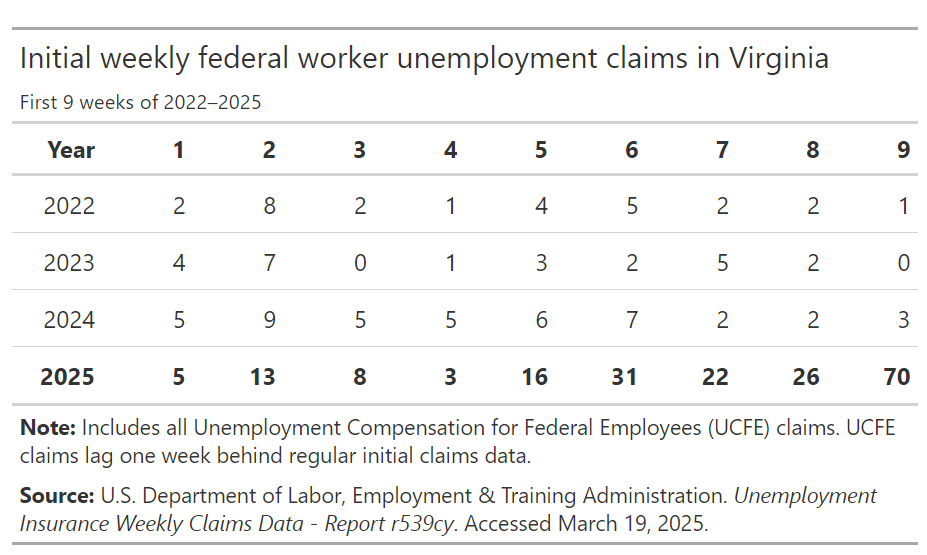 Initial weekly federal worker unemployment claims in Virginia
First 9 weeks of 2022–2025
Year 1 2 3 4 5 6 7 8 9
2022 2 8 2 1 4 5 2 2 1
2023 4 7 0 1 3 2 5 2 0
2024 5 9 5 5 6 7 2 2 3
2025 5 13 8 3 16 31 22 26 70
Note: Includes all Unemployment Compensation for Federal Employees (UCFE) claims. UCFE
claims lag one week behind regular initial claims data.
Source: U.S. Department of Labor, Employment & Training Administration. Unemployment
Insurance Weekly Claims Data - Report r539cy. Accessed March 19, 2025.